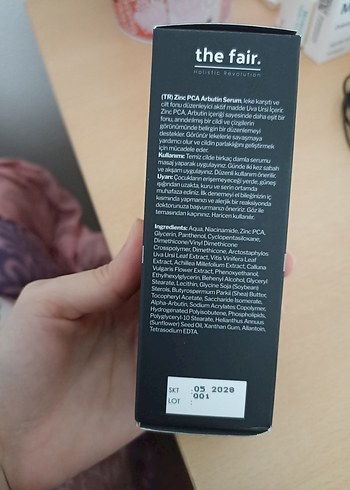 the fair.
holistic Revolution
(TR) Zinc PCA Arbutin Serum, leke karşıtı ve
cilt tonu düzenleyici aktif madde Uva Ursi İçerir.
Zinc PCA, Arbutin içeriği sayesinde daha eşit bir
tonu, arındırılmış bir cildi ve çizgilerin
görünümünde belirgin bir düzenlemeyi
destekler. Görünür lekelerle savaşmaya
yardımcı olur ve cildin parlaklığını geliştirmek
için mücadele eder.
Kullanımı: Temiz cilde birkaç damla serumu
masaj yaparak uygulayınız. Günde iki kez sabah
ve akşam uygulayınız. Düzenli kullanım önerilir.
Uyarı: Çocukların erişemeyeceği yerde, güneş
ışığından uzakta, kuru ve serin ortamda
muhafaza ediniz. İlk denemeyi el bileğinizin iç
kısmında yapmanızı ve alerjik bir reaksiyonda
doktorunuza başvurmanızı öneririz. Göz ile
temasından kaçınınız. Haricen kullanılır.
Ingredients: Aqua, Niacinamide, Zinc PCA,
Glycerin, Panthenol, Cyclopentasiloxane,
Dimethicone/Vinyl Dimethicone
Crosspolymer, Dimethicone, Arctostaphylos
Uva Ursi Leaf Extract, Vitis Vinifera Leaf
Extract, Achillea Millefolium Extract, Calluna
Vulgaris Flower Extract, Phenoxyethanol,
Ethylhexylglycerin, Behenyl Alcohol, Glyceryl
Stearate, Lecithin, Glycine Soja (Soybean)
Sterols, Butyrospermum Parkii (Shea) Butter,
Tocopheryl Acetate, Saccharide Isomerate,
Alpha-Arbutin, Sodium Acrylates Copolymer,
Hydrogenated Polyisobutene, Phospholipids,
Polyglyceryl-10 Stearate, Helianthus Annuus
(Sunflower) Seed Oil, Xanthan Gum, Allantoin,
Tetrasodium EDTA.
SKT 05 2028
LOT 001